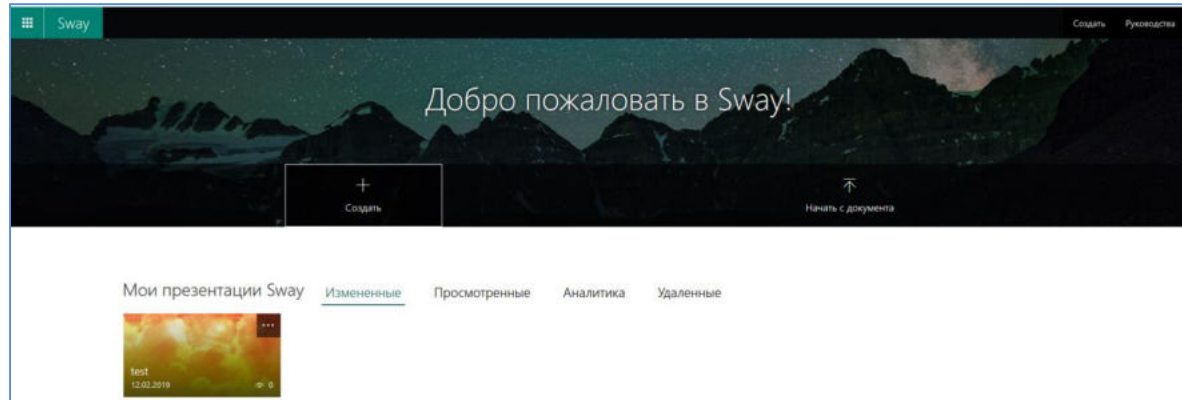 Sway
Создать Руководства
Добро пожаловать в Sway!
Создать
Начать с документа
Мои презентации Sway Измененные Просмотренные Аналитика Удаленные
test
12.02.2019 0